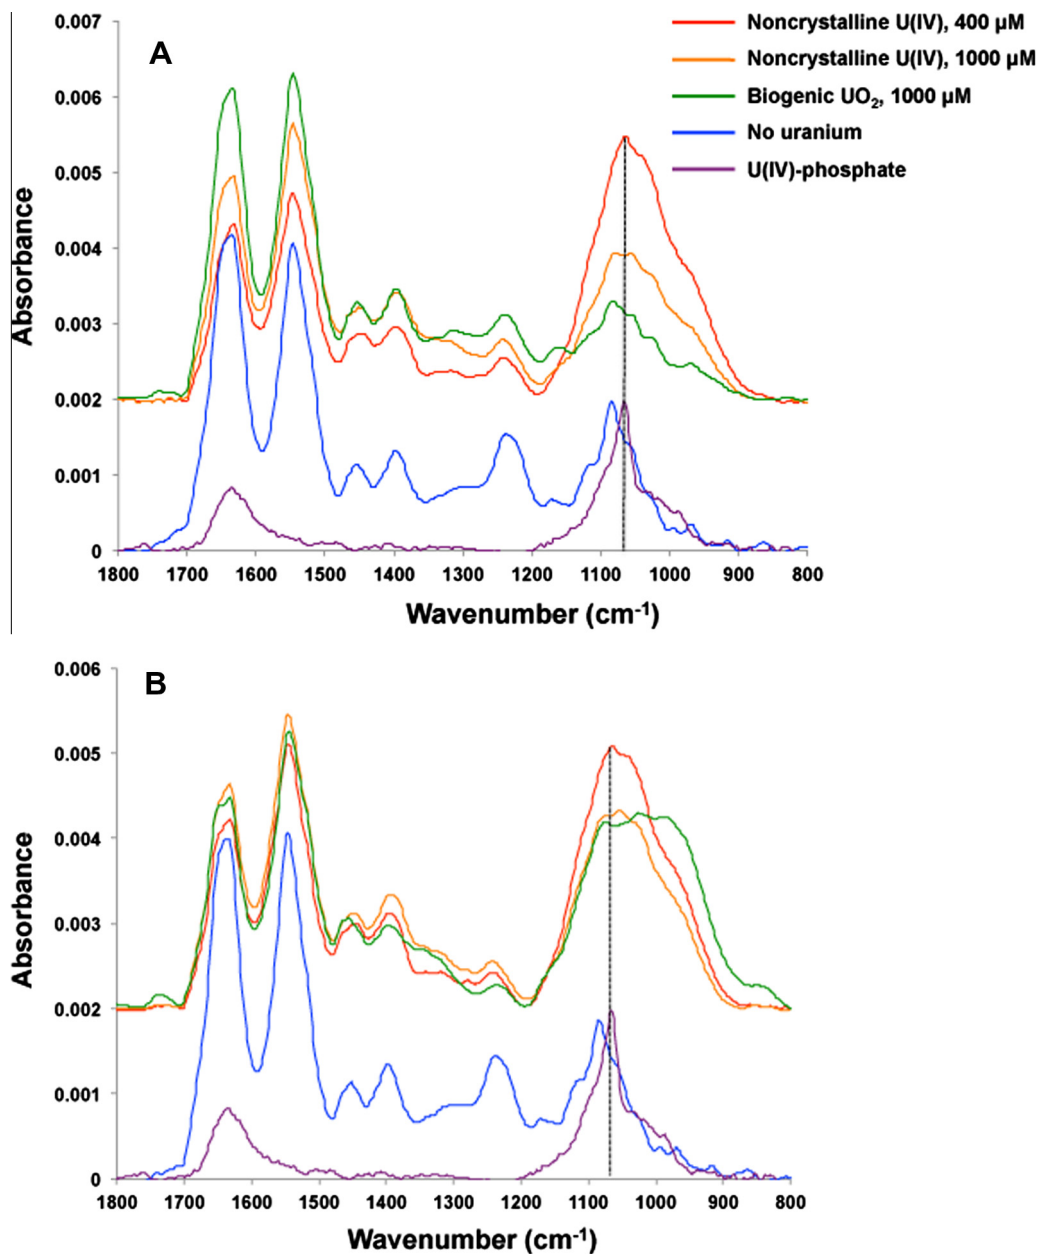 0.007
A
Noncrystalline U(IV), 400 µM
Noncrystalline U(IV), 1000 µM
Biogenic UO2, 1000 µM
No uranium
U(IV)-phosphate
0.006
0.005
0.004
0.003
0.002
0.001
0
Absorbance
1800 1700 1600 1500 1400 1300 1200 1100 1000 900 800
Wavenumber (cm-1)
0.006
B
0.005
0.004
0.003
0.002
0.001
0
Absorbance
1800 1700 1600 1500 1400 1300 1200 1100 1000 900 800
Wavenumber (cm-1)